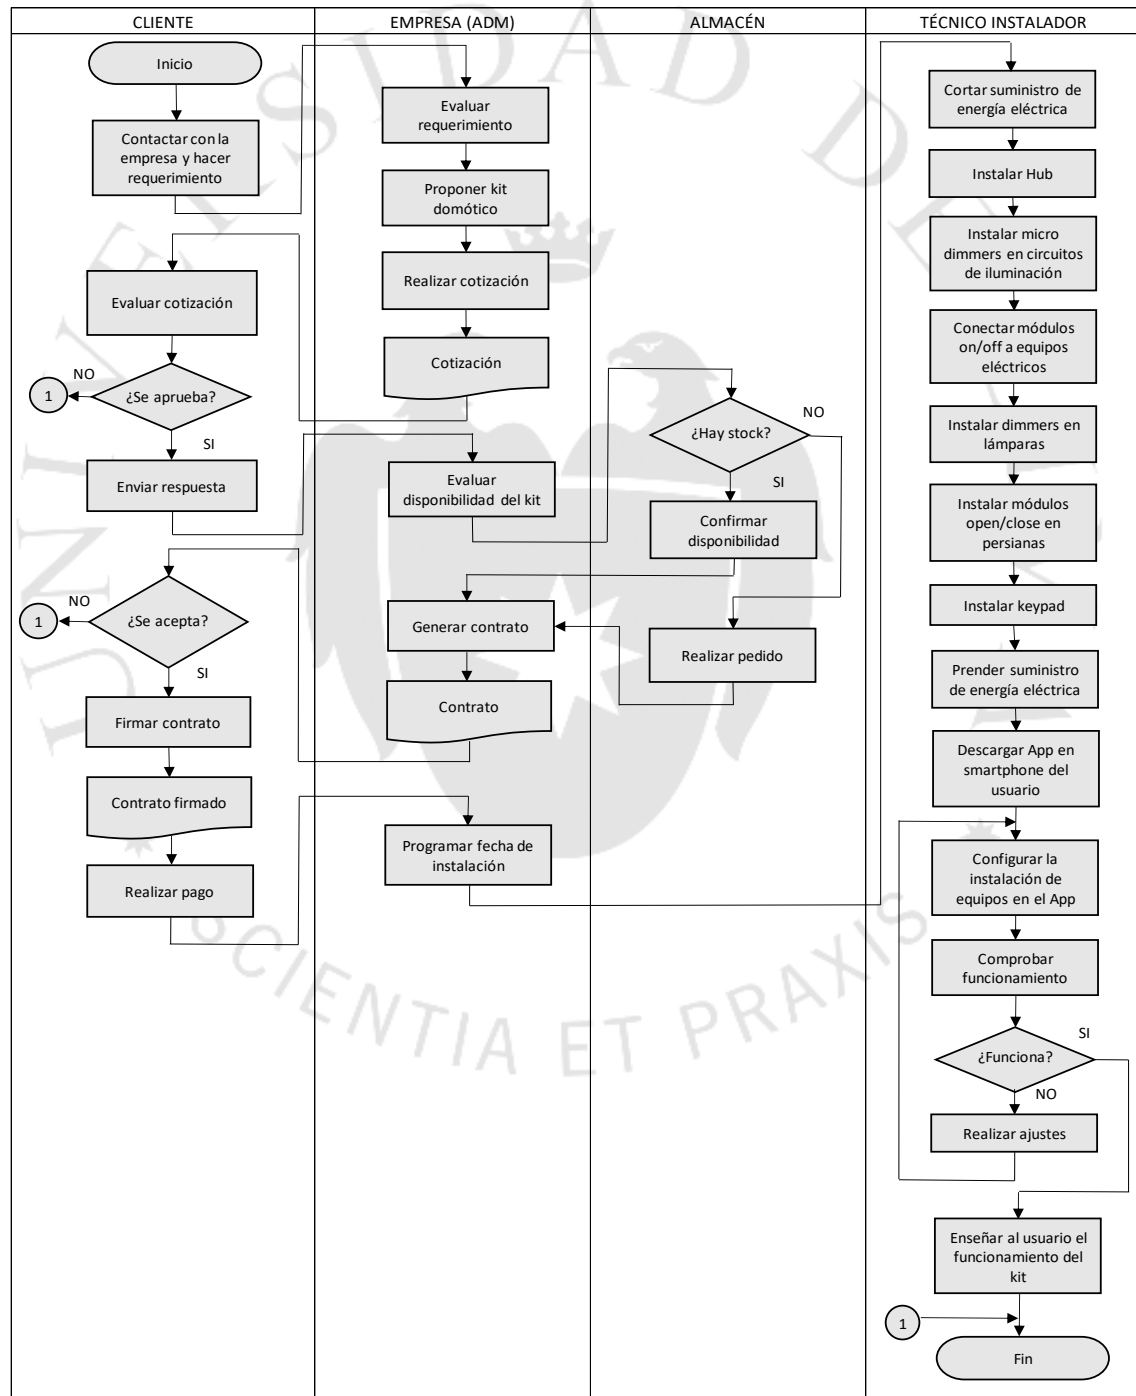 CLIENTE
EMPRESA (ADM)
ALMACÉN
TÉCNICO INSTALADOR
Inicio
Contactar con la
empresa y hacer
requerimiento
Evaluar cotización
¿Se aprueba?
NO
1
SI
Enviar respuesta
¿Se acepta?
NO
1
SI
Firmar contrato
Contrato firmado
Realizar pago
Evaluar
requerimiento
Proponer kit
domótico
Realizar cotización
Cotización
Evaluar
disponibilidad del kit
Generar contrato
Contrato
Programar fecha de
instalación
¿Hay stock?
NO
SI
Confirmar
disponibilidad
Realizar pedido
Cortar suministro de
energía eléctrica
Instalar Hub
Instalar micro
dimmers en circuitos
de iluminación
Conectar módulos
on/off a equipos
eléctricos
Instalar dimmers en
lámparas
Instalar módulos
open/close en
persianas
Instalar keypad
Prender suministro
de energía eléctrica
Descargar App en
smartphone del
usuario
Configurar la
instalación de
equipos en el App
Comprobar
funcionamiento
¿Funciona?
SI
NO
Realizar ajustes
Enseñar al usuario el
funcionamiento del
kit
1
Fin
SCIENTIA ET PRAXIS